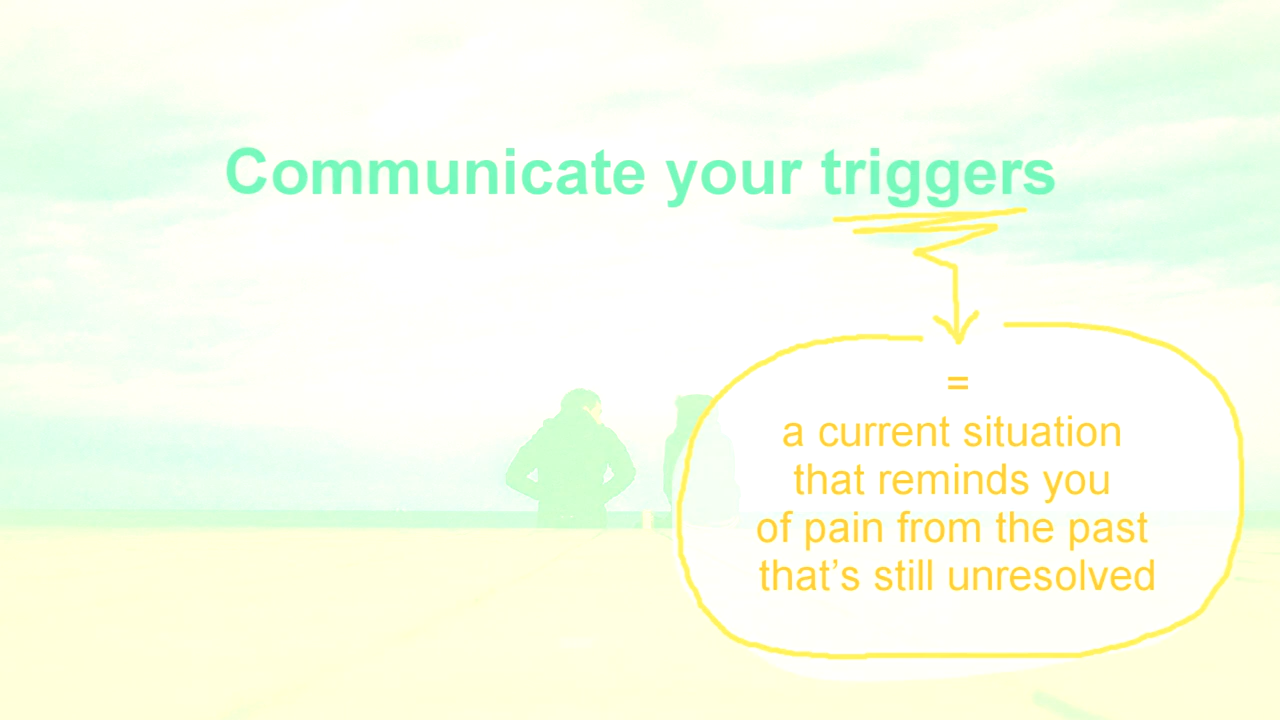 Communicate your triggers
=
a current situation
that reminds you
of pain from the past
that’s still unresolved